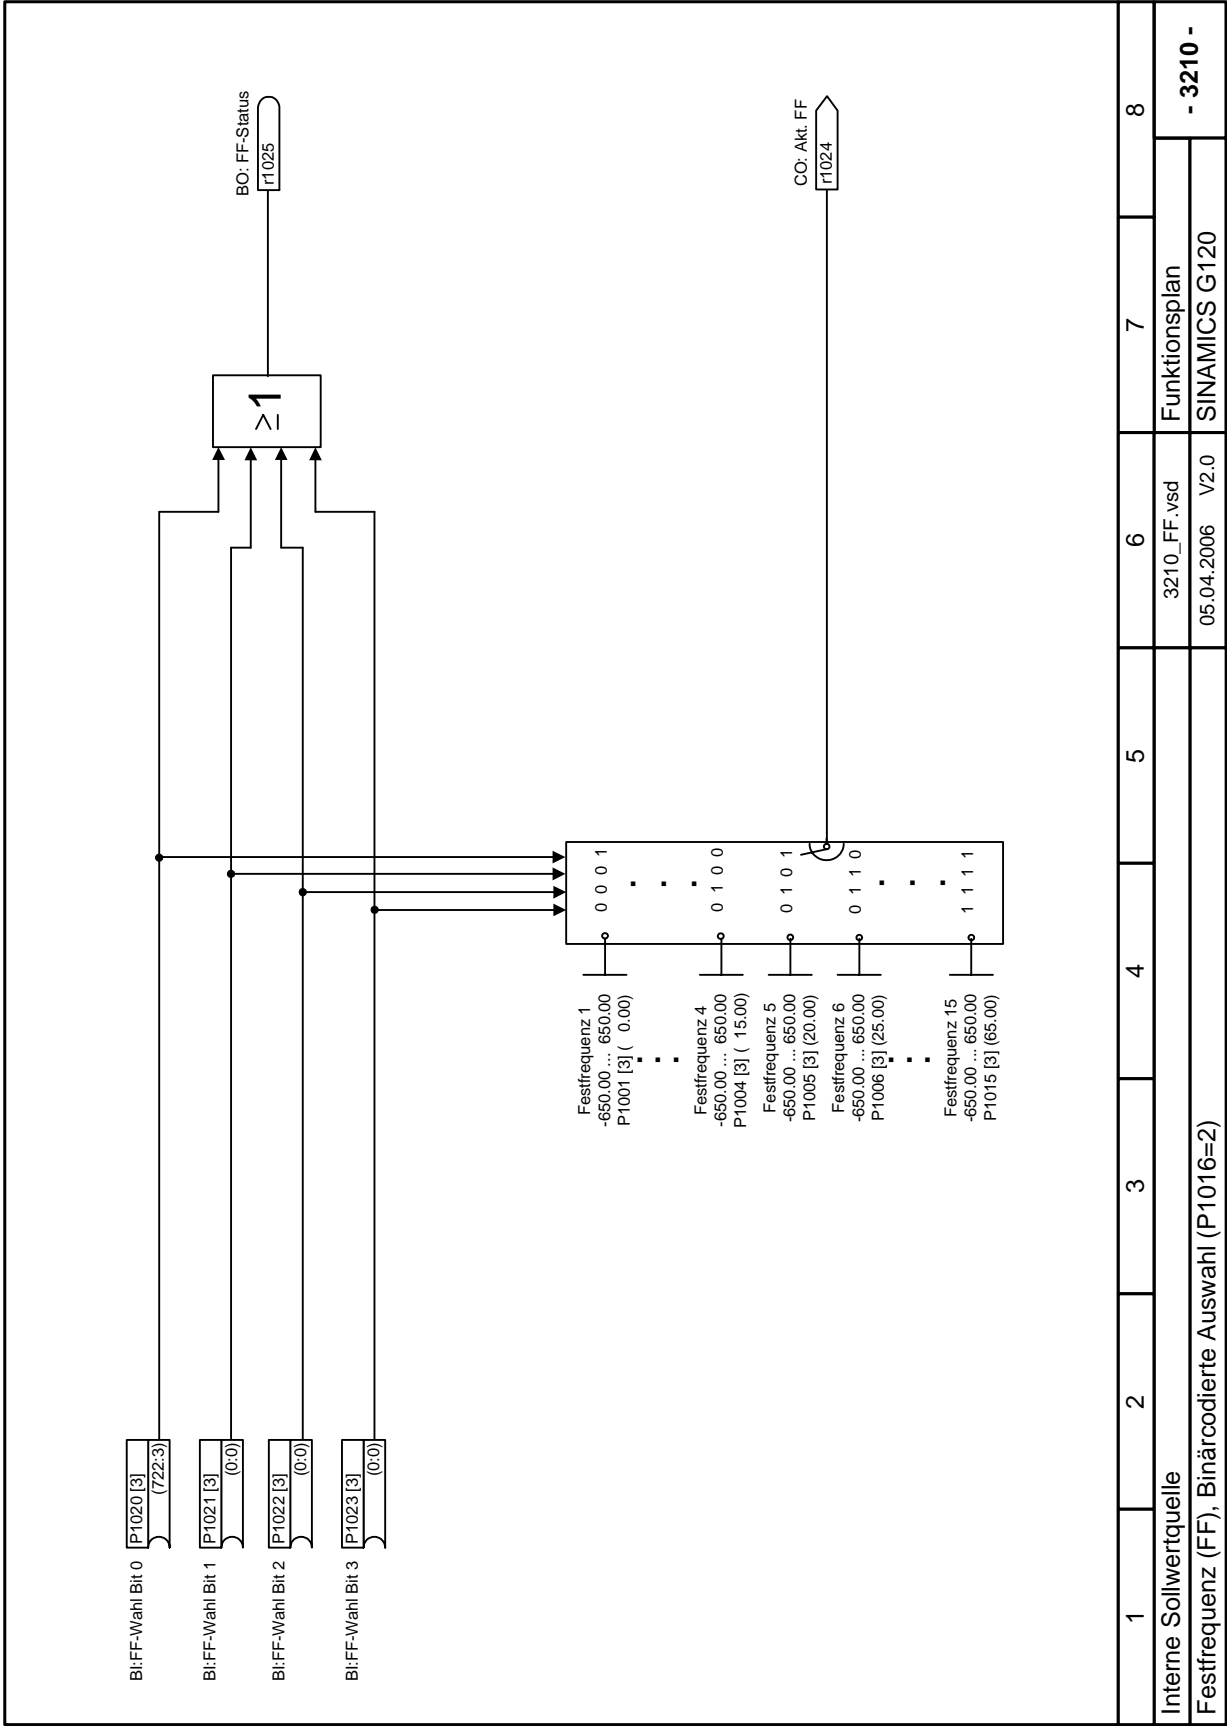 BI:FF-Wahl Bit 0
P1020 [3]
(722:3)
BI:FF-Wahl Bit 1
P1021 [3]
(0:0)
BI:FF-Wahl Bit 2
P1022 [3]
(0:0)
BI:FF-Wahl Bit 3
P1023 [3]
(0:0)
≥1
BO: FF-Status
r1025
Festfrequenz 1
-650.00 ... 650.00
P1001 [3] ( 0.00)
0 0 0 1
. . .
Festfrequenz 4
-650.00 ... 650.00
P1004 [3] ( 15.00)
0 1 0 0
Festfrequenz 5
-650.00 ... 650.00
P1005 [3] (20.00)
0 1 0 1
Festfrequenz 6
-650.00 ... 650.00
P1006 [3] (25.00)
0 1 1 0
. . .
Festfrequenz 15
-650.00 ... 650.00
P1015 [3] (65.00)
1 1 1 1
CO: Akt. FF
r1024
1 2 3 4 5 6 7 8
Interne Sollwertquelle
3210_FF.vsd
Funktionsplan
- 3210 -
Festfrequenz (FF), Binärcodierte Auswahl (P1016=2)
05.04.2006 V2.0
SINAMICS G120